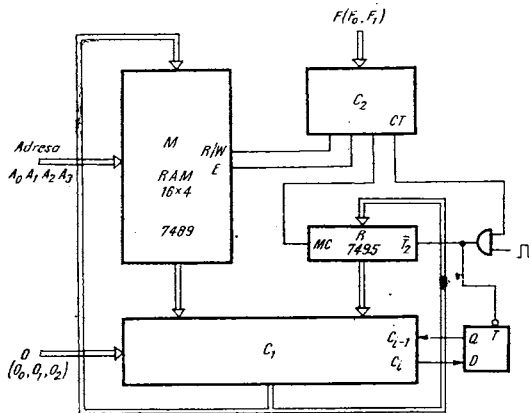 F(F₀, F₁)
C₂
CT
M
R/W
E
RAM
16×4
7489
Adresa
A₀ A₁ A₂ A₃
R
MC
7495
T̄₂
C₁
Cᵢ₋₁
Cᵢ
Q
T
D
O
(O₀, O₁, O₂)